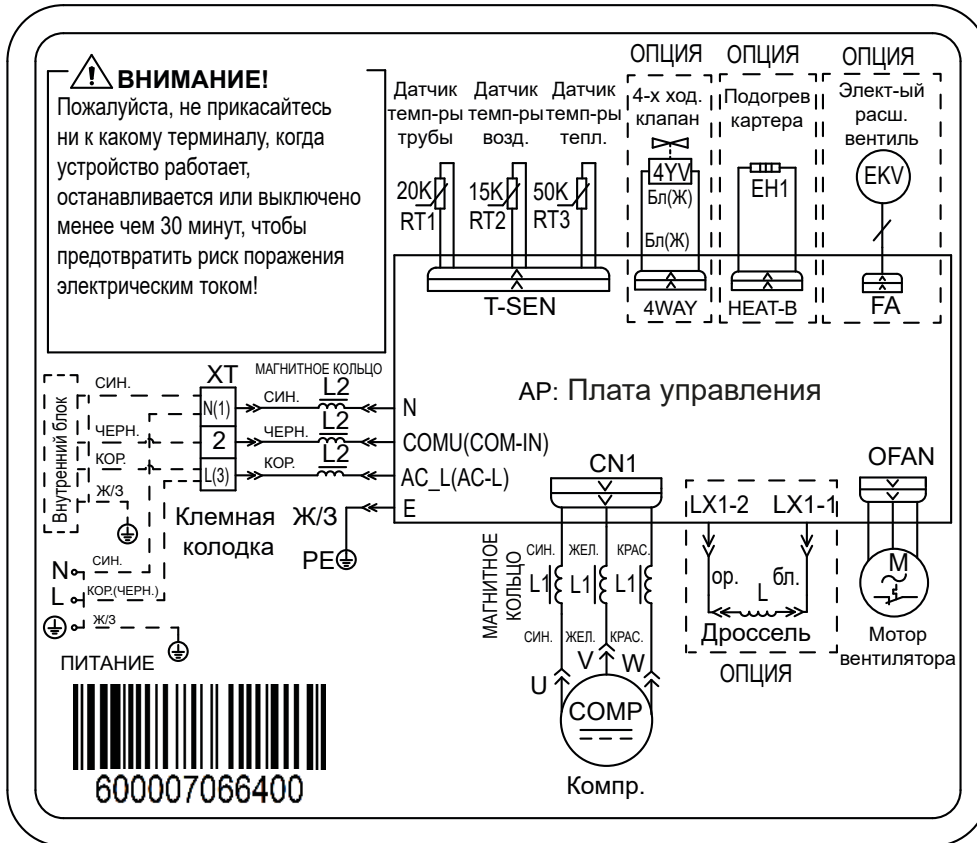 ВНИМАНИЕ!
Пожалуйста, не прикасайтесь
ни к какому терминалу, когда
устройство работает,
останавливается или выключено
менее чем 30 минут, чтобы
предотвратить риск поражения
электрическим током!
Датчик
темп-ры
трубы
Датчик
темп-ры
возд.
Датчик
темп-ры
тепл.
20K
RT1
15K
RT2
50K
RT3
T-SEN
ОПЦИЯ
4-х ход.
клапан
4YV
Бл(Ж)
Бл(Ж)
4WAY
ОПЦИЯ
Подогрев
картера
EH1
HEAT-B
ОПЦИЯ
Элект-ый
расш.
вентиль
EKV
FA
AP: Плата управления
Внутренний блок
СИН.
ЧЕРН.
КОР.
Ж/З
XT
N(1)
2
L(3)
Клемная
колодка
МАГНИТНОЕ КОЛЬЦО
СИН.
L2
N
ЧЕРН.
L2
COMU(COM-IN)
КОР.
L2
AC_L(AC-L)
E
Ж/З
PE
N
СИН.
L
КОР.(ЧЕРН.)
Ж/З
ПИТАНИЕ
CN1
МАГНИТНОЕ
КОЛЬЦО
СИН.
ЖЕЛ.
КРАС.
L1
L1
L1
СИН.
ЖЕЛ.
КРАС.
U
V
W
COMP
Компр.
LX1-2
LX1-1
ор.
бл.
L
Дроссель
ОПЦИЯ
OFAN
M
Мотор
вентилятора
600007066400